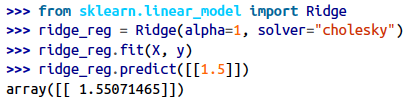 >>> from sklearn.linear_model import Ridge
>>> ridge_reg = Ridge(alpha=1, solver="cholesky")
>>> ridge_reg.fit(X, y)
>>> ridge_reg.predict([[1.5]])
array([[ 1.55071465]])